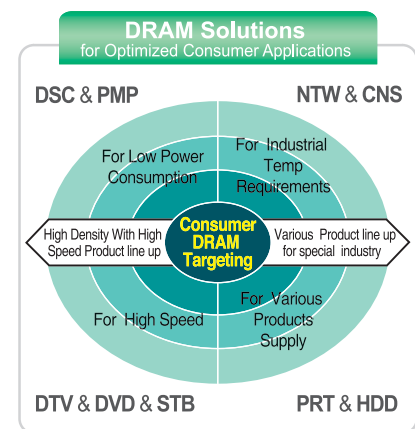 DRAM Solutions
for Optimized Consumer Applications
DSC & PMP
NTW & CNS
For Low Power
Consumption
For Industrial
Temp
Requirements
High Density With High
Speed Product line up
Consumer
DRAM
Targeting
Various Product line up
for special industry
For High Speed
For Various
Products
Supply
DTV & DVD & STB
PRT & HDD